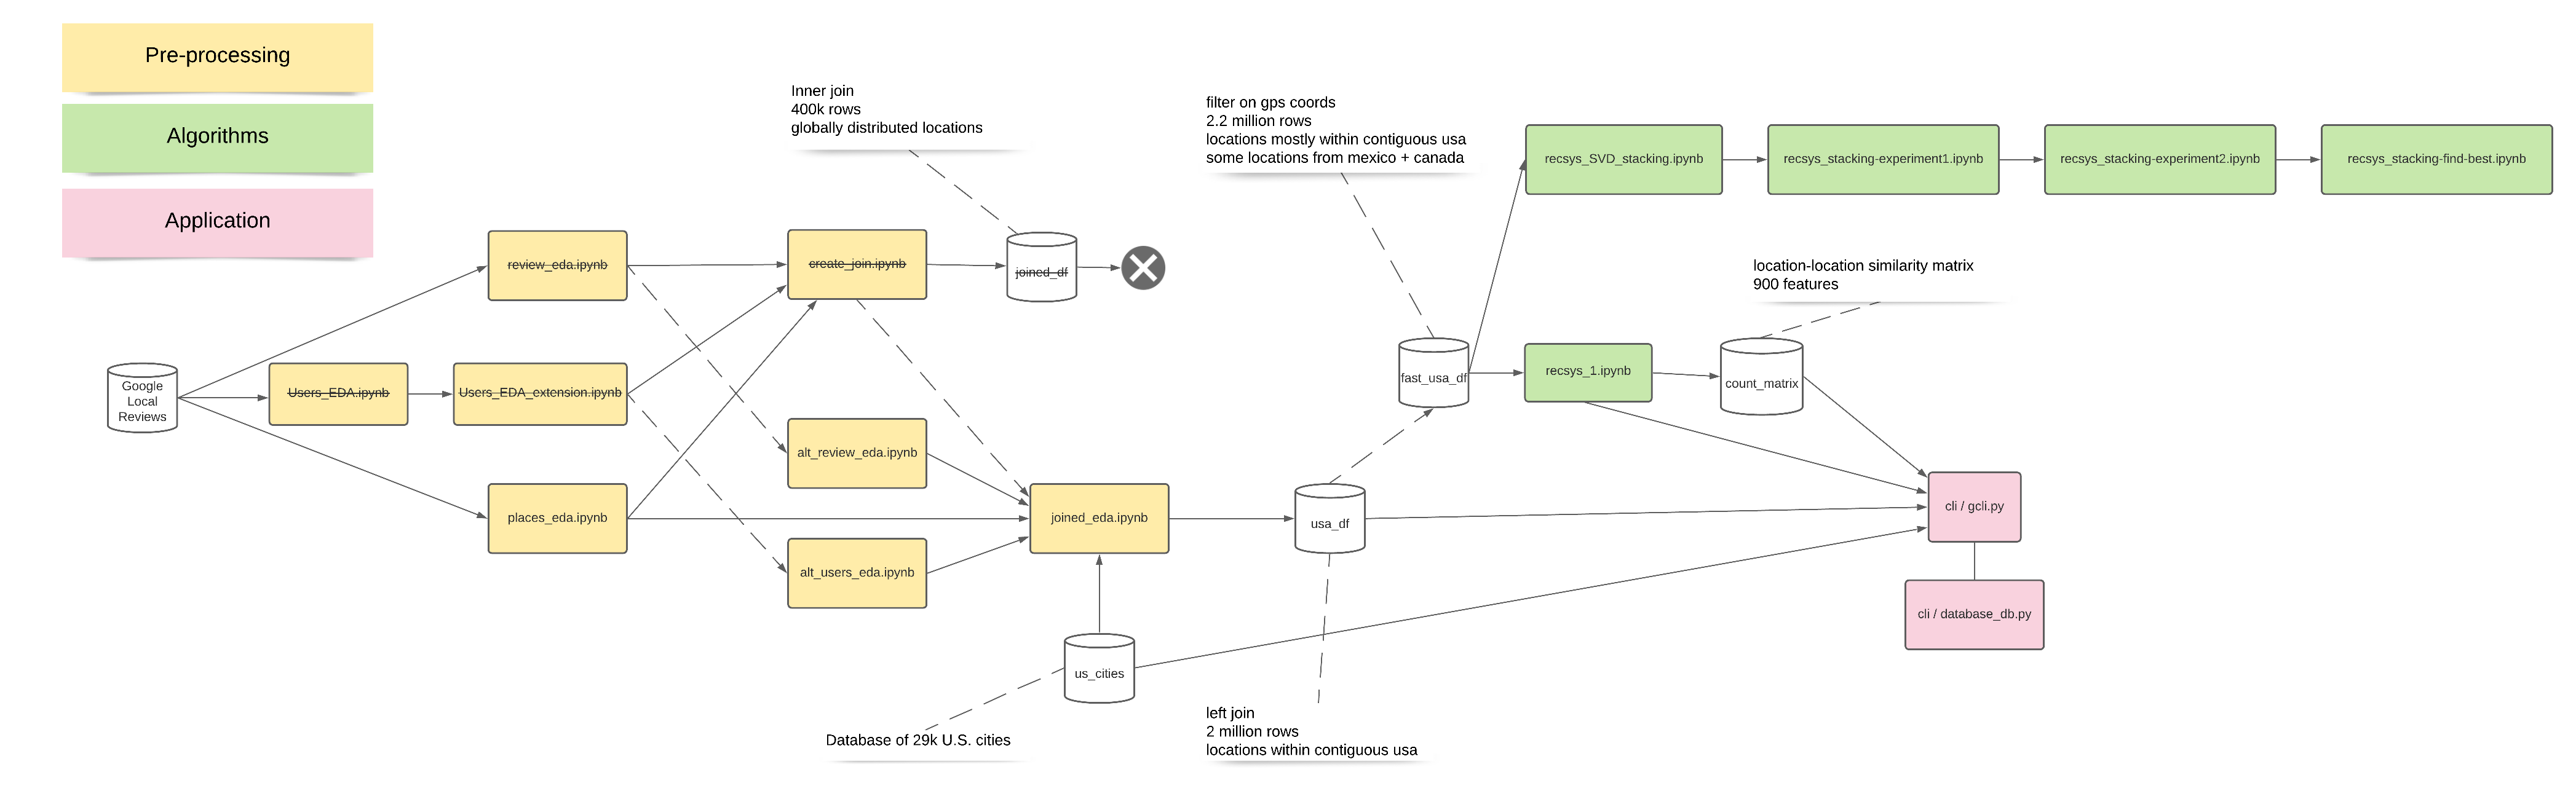 Pre-processing
Algorithms
Application
Inner join
400k rows
globally distributed locations
filter on gps coords
2.2 million rows
locations mostly within contiguous usa
some locations from mexico + canada
recsys_SVD_stacking.ipynb
recsys_stacking-experiment1.ipynb
recsys_stacking-experiment2.ipynb
recsys_stacking-find-best.ipynb
review_eda.ipynb
create_join.ipynb
joined_df
location-location similarity matrix
900 features
Google
Local
Reviews
Users_EDA.ipynb
Users_EDA_extension.ipynb
fast_usa_df
recsys_1.ipynb
count_matrix
alt_review_eda.ipynb
places_eda.ipynb
joined_eda.ipynb
usa_df
cli / gcli.py
alt_users_eda.ipynb
cli / database_db.py
us_cities
Database of 29k U.S. cities
left join
2 million rows
locations within contiguous usa